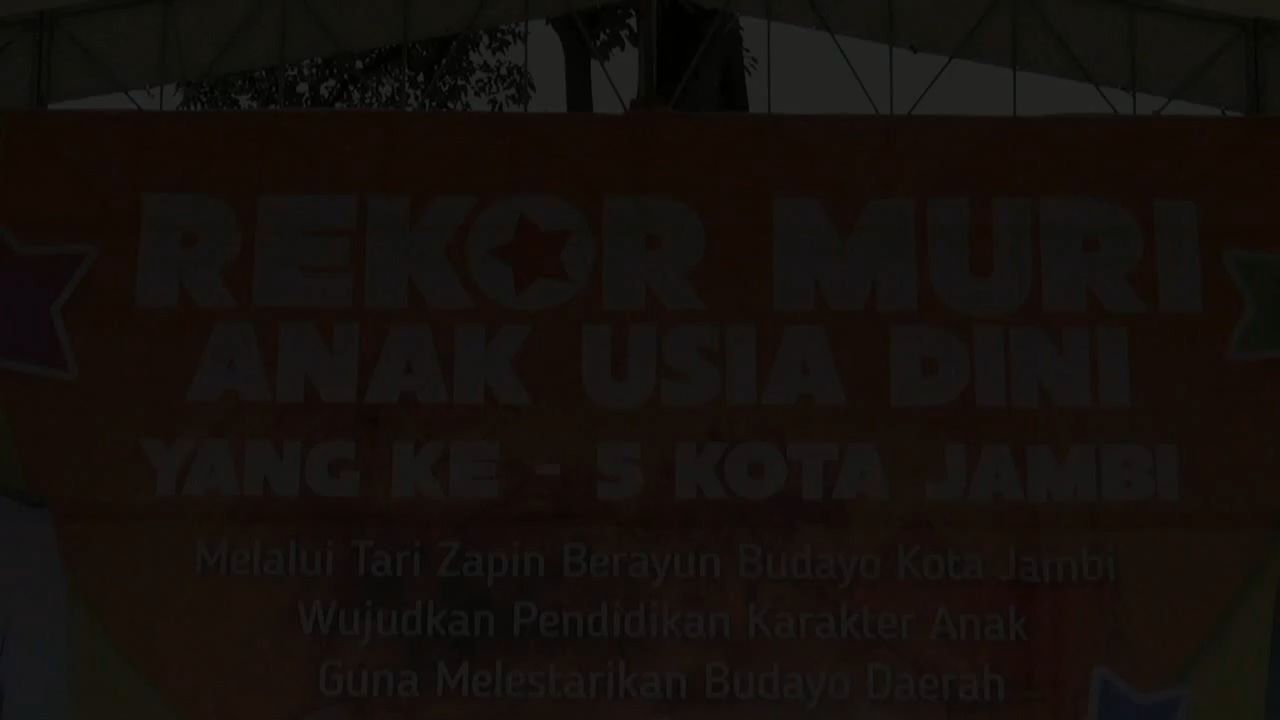 REKOR MURI
ANAK USIA DINI
YANG KE - 5 KOTA JAMBI
Melalui Tari Zapin Berayun Budayo Kota Jambi
Wujudkan Pendidikan Karakter Anak
Guna Melestarikan Budayo Daerah